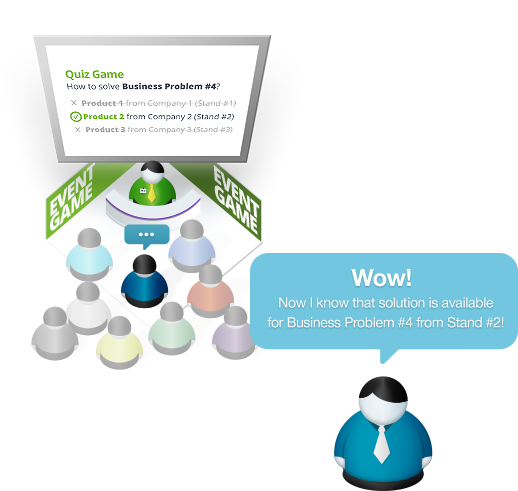 Quiz Game
How to solve Business Problem #4?
Product 1 from Company 1 (Stand #1)
Product 2 from Company 2 (Stand #2)
Product 3 from Company 3 (Stand #3)
EVENT
GAME
EVENT
GAME
Wow!
Now I know that solution is available
for Business Problem #4 from Stand #2!